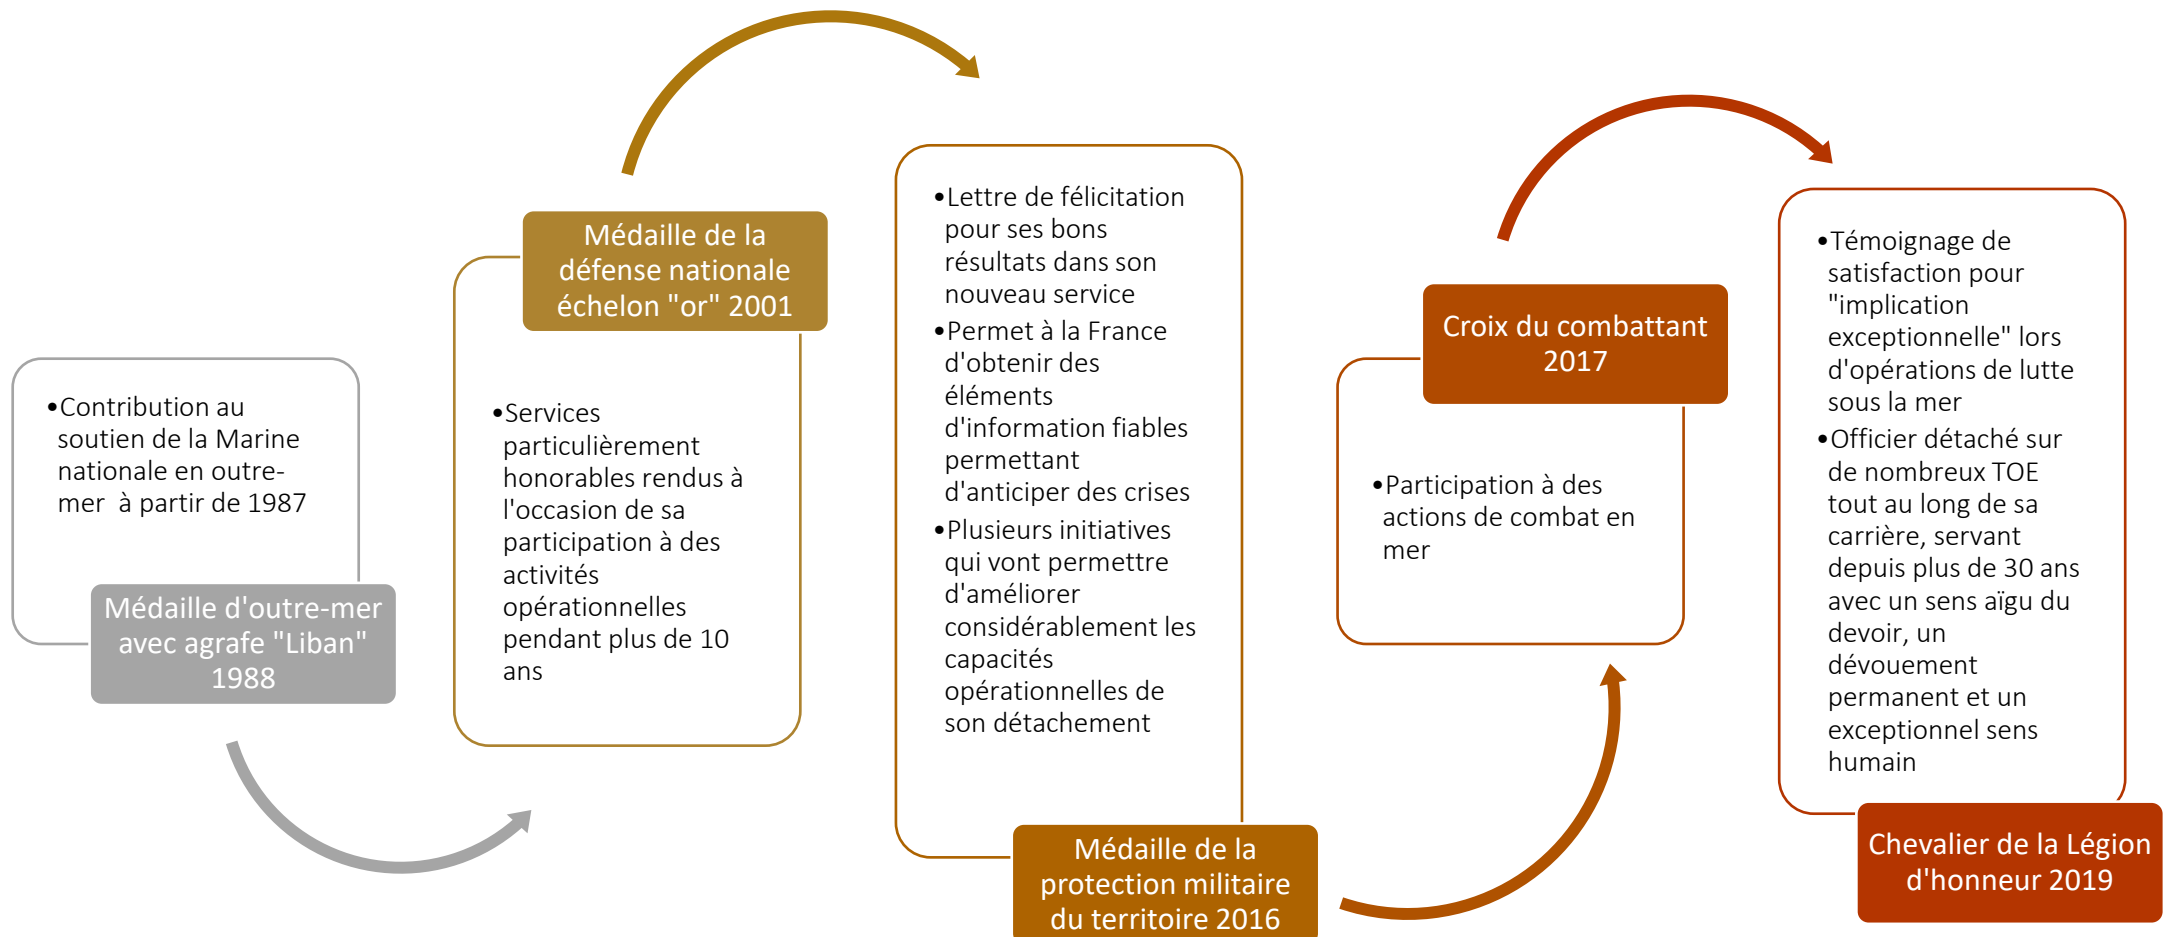 •Contribution au
soutien de la Marine
nationale en outre-
mer  à partir de 1987
Médaille d'outre-mer
avec agrafe "Liban"
1988
Médaille de la
défense nationale
échelon "or" 2001
•Services
particulièrement
honorables rendus à
l'occasion de sa
participation à des
activités
opérationnelles
pendant plus de 10
ans
•Lettre de félicitation
pour ses bons
résultats dans son
nouveau service
•Permet à la France
d'obtenir des
éléments
d'information fiables
permettant
d'anticiper des crises
•Plusieurs initiatives
qui vont permettre
d'améliorer
considérablement les
capacités
opérationnelles de
son détachement
Médaille de la
protection militaire
du territoire 2016
Croix du combattant
2017
•Participation à des
actions de combat en
mer
•Témoignage de
satisfaction pour
"implication
exceptionnelle" lors
d'opérations de lutte
sous la mer
•Officier détaché sur
de nombreux TOE
tout au long de sa
carrière, servant
depuis plus de 30 ans
avec un sens aïgu du
devoir, un
dévouement
permanent et un
exceptionnel sens
humain
Chevalier de la Légion
d'honneur 2019